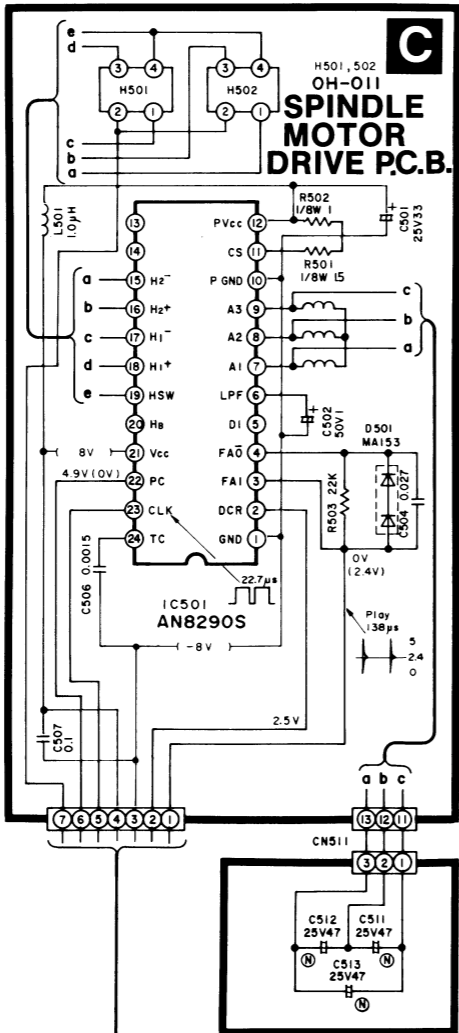 C
H501, 502
OH-011
SPINDLE
MOTOR
DRIVE P.C.B.
e
d
c
b
a
3 4
H501
2 1
3 4
H502
2 1
L501
1.0μH
R502
1/8W 1
R501
1/8W 15
C501
25V33
13
14
15 H2⁻
16 H2+
17 H1⁻
18 H1+
19 HSW
20 HB
21 Vcc
22 PC
23 CLK
24 TC
PVcc 12
CS 11
P GND 10
A3 9
A2 8
A1 7
LPF 6
DI 5
FAO̅ 4
FAI 3
DCR 2
GND 1
a
b
c
d
e
c
b
a
8V
4.9V(0V)
C502
50V1
D501
MA153
R503 22K
C504 0.027
0V
(2.4V)
C506 0.0015
22.7μs
IC501
AN8290S
-8V
Play
138μs
5
2.4
0
2.5V
C507
0.1
a b c
7 6 5 4 3 2 1
13 12 11
CN511
3 2 1
C512
25V47
C511
25V47
N
N
C513
25V47
N